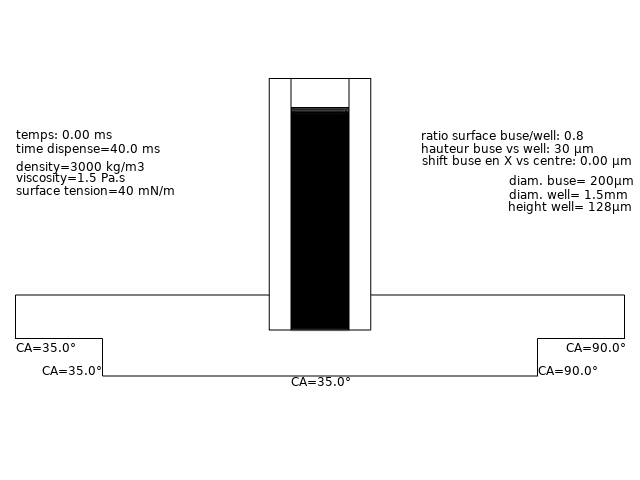 temps: 0.00 ms
time dispense=40.0 ms
density=3000 kg/m3
viscosity=1.5 Pa.s
surface tension=40 mN/m
ratio surface buse/well: 0.8
hauteur buse vs well: 30 μm
shift buse en X vs centre: 0.00 μm
diam. buse= 200μm
diam. well= 1.5mm
height well= 128μm
CA=35.0°
CA=90.0°
CA=35.0°
CA=90.0°
CA=35.0°